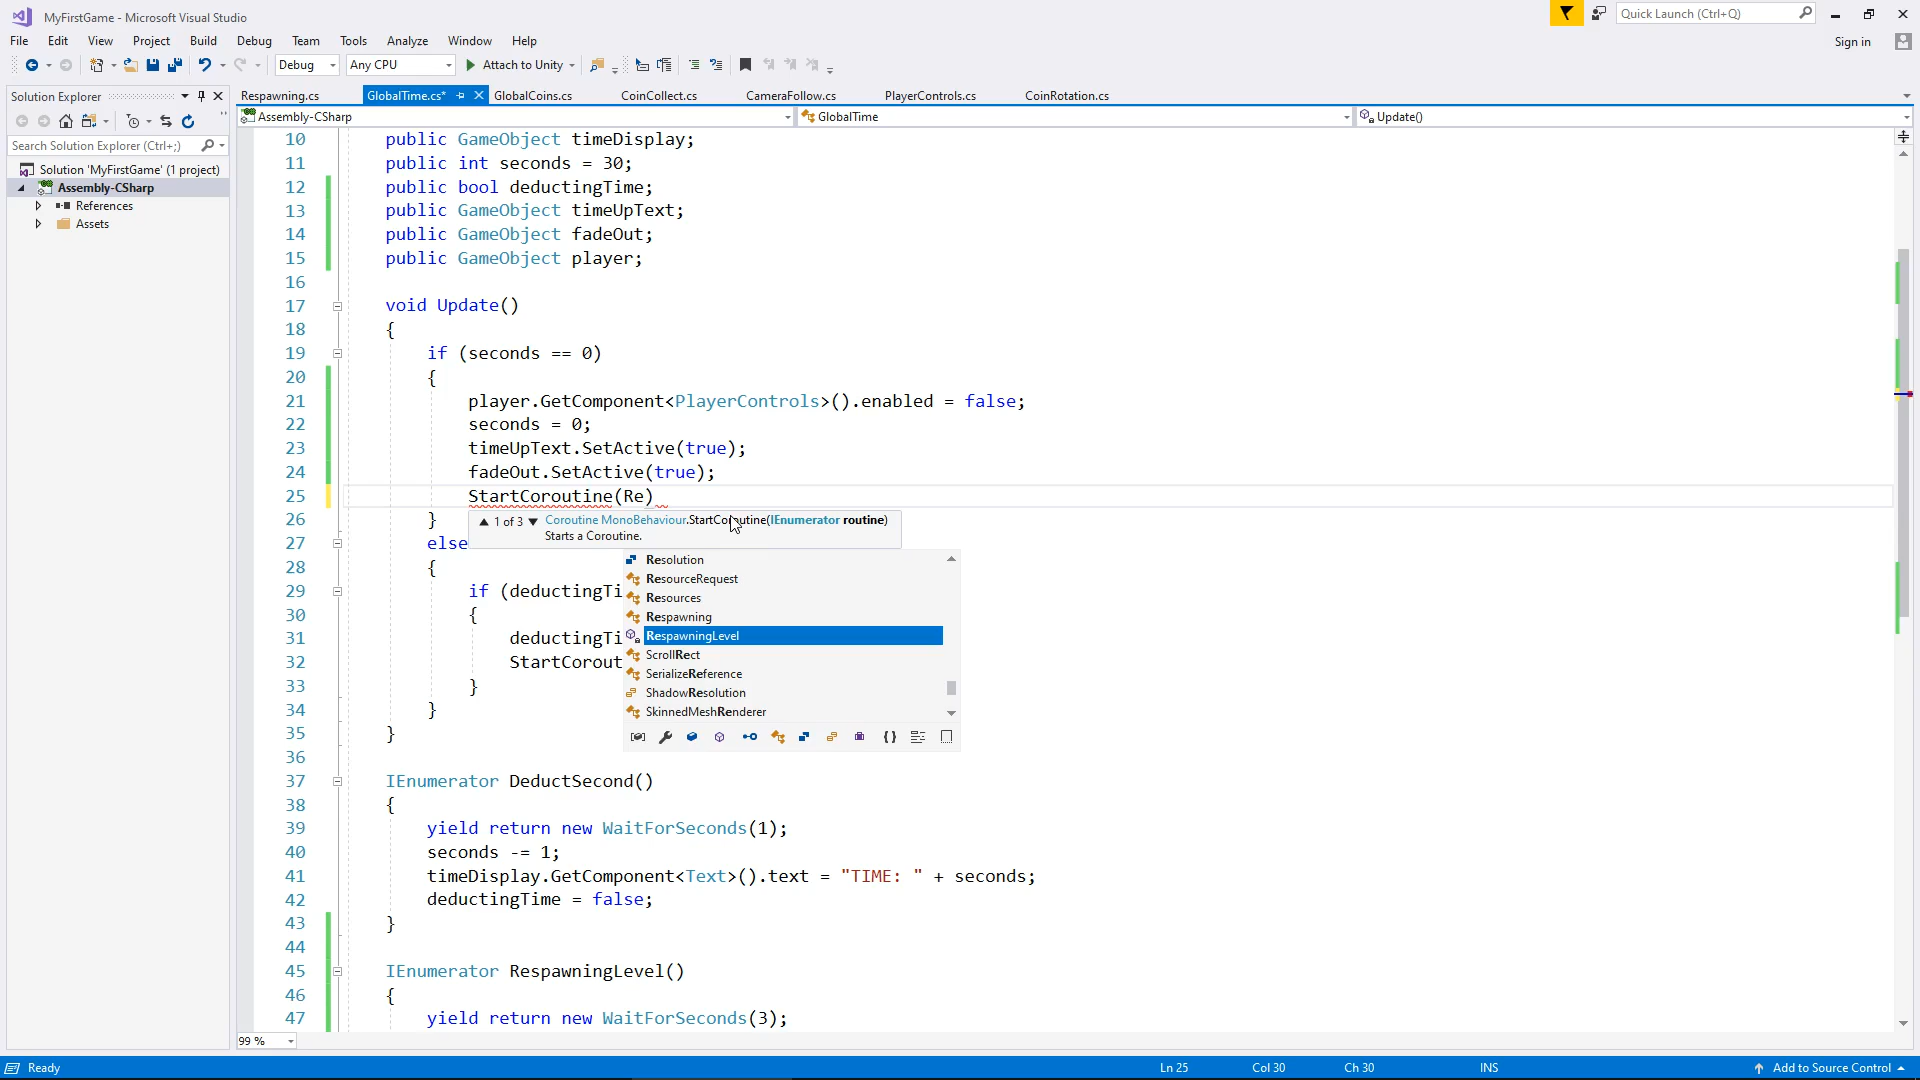 MyFirstGame - Microsoft Visual Studio
Quick Launch (Ctrl+Q)
File Edit View Project Build Debug Team Tools Analyze Window Help
Sign in
Debug Any CPU Attach to Unity
Solution Explorer
Respawning.cs GlobalTime.cs* GlobalCoins.cs CoinCollect.cs CameraFollow.cs PlayerControls.cs CoinRotation.cs
Assembly-CSharp GlobalTime Update()
Search Solution Explorer (Ctrl+;)
Solution 'MyFirstGame' (1 project)
Assembly-CSharp
References
Assets
10 public GameObject timeDisplay;
11 public int seconds = 30;
12 public bool deductingTime;
13 public GameObject timeUpText;
14 public GameObject fadeOut;
15 public GameObject player;
16
17 void Update()
18 {
19 if (seconds == 0)
20 {
21 player.GetComponent<PlayerControls>().enabled = false;
22 seconds = 0;
23 timeUpText.SetActive(true);
24 fadeOut.SetActive(true);
25 StartCoroutine(Re)
26 }
1 of 3 Coroutine MonoBehaviour.StartCoroutine(IEnumerator routine)
Starts a Coroutine.
27 else
28 {
29 if (deductingTi
30 {
31 deductingTi
32 StartCorout
33 }
34 }
35 }
36
Resolution
ResourceRequest
Resources
Respawning
RespawningLevel
ScrollRect
SerializeReference
ShadowResolution
SkinnedMeshRenderer
37 IEnumerator DeductSecond()
38 {
39 yield return new WaitForSeconds(1);
40 seconds -= 1;
41 timeDisplay.GetComponent<Text>().text = "TIME: " + seconds;
42 deductingTime = false;
43 }
44
45 IEnumerator RespawningLevel()
46 {
47 yield return new WaitForSeconds(3);
99 %
Ready Ln 25 Col 30 Ch 30 INS Add to Source Control